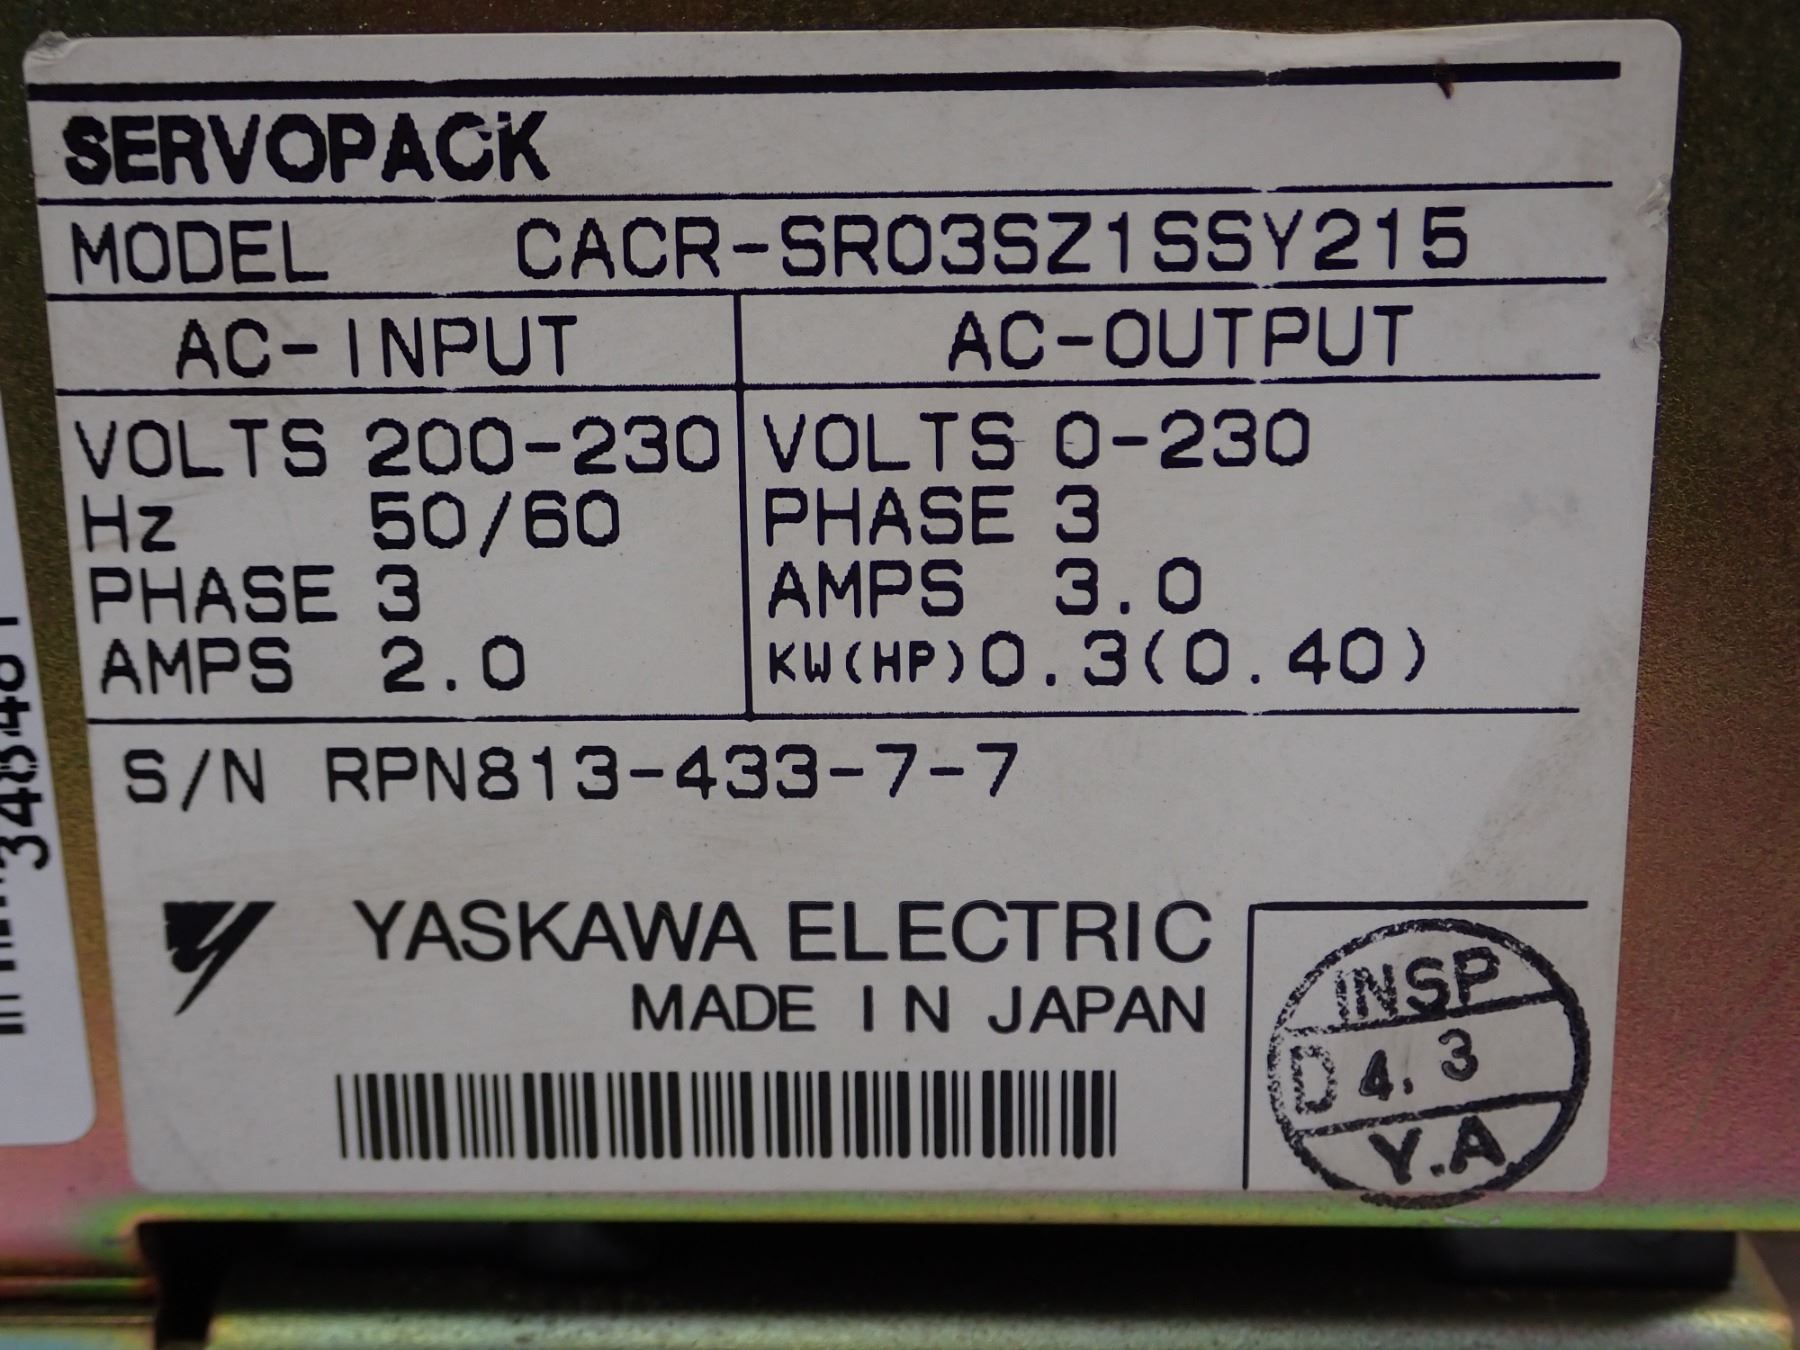 SERVOPACK
MODEL CACR-SR03SZ1SSY215
AC-INPUT AC-OUTPUT
VOLTS 200-230 VOLTS 0-230
Hz 50/60 PHASE 3
PHASE 3 AMPS 3.0
AMPS 2.0 KW(HP)0.3(0.40)
S/N RPN813-433-7-7
YASKAWA ELECTRIC
MADE IN JAPAN
INSP
D 4.3
Y.A